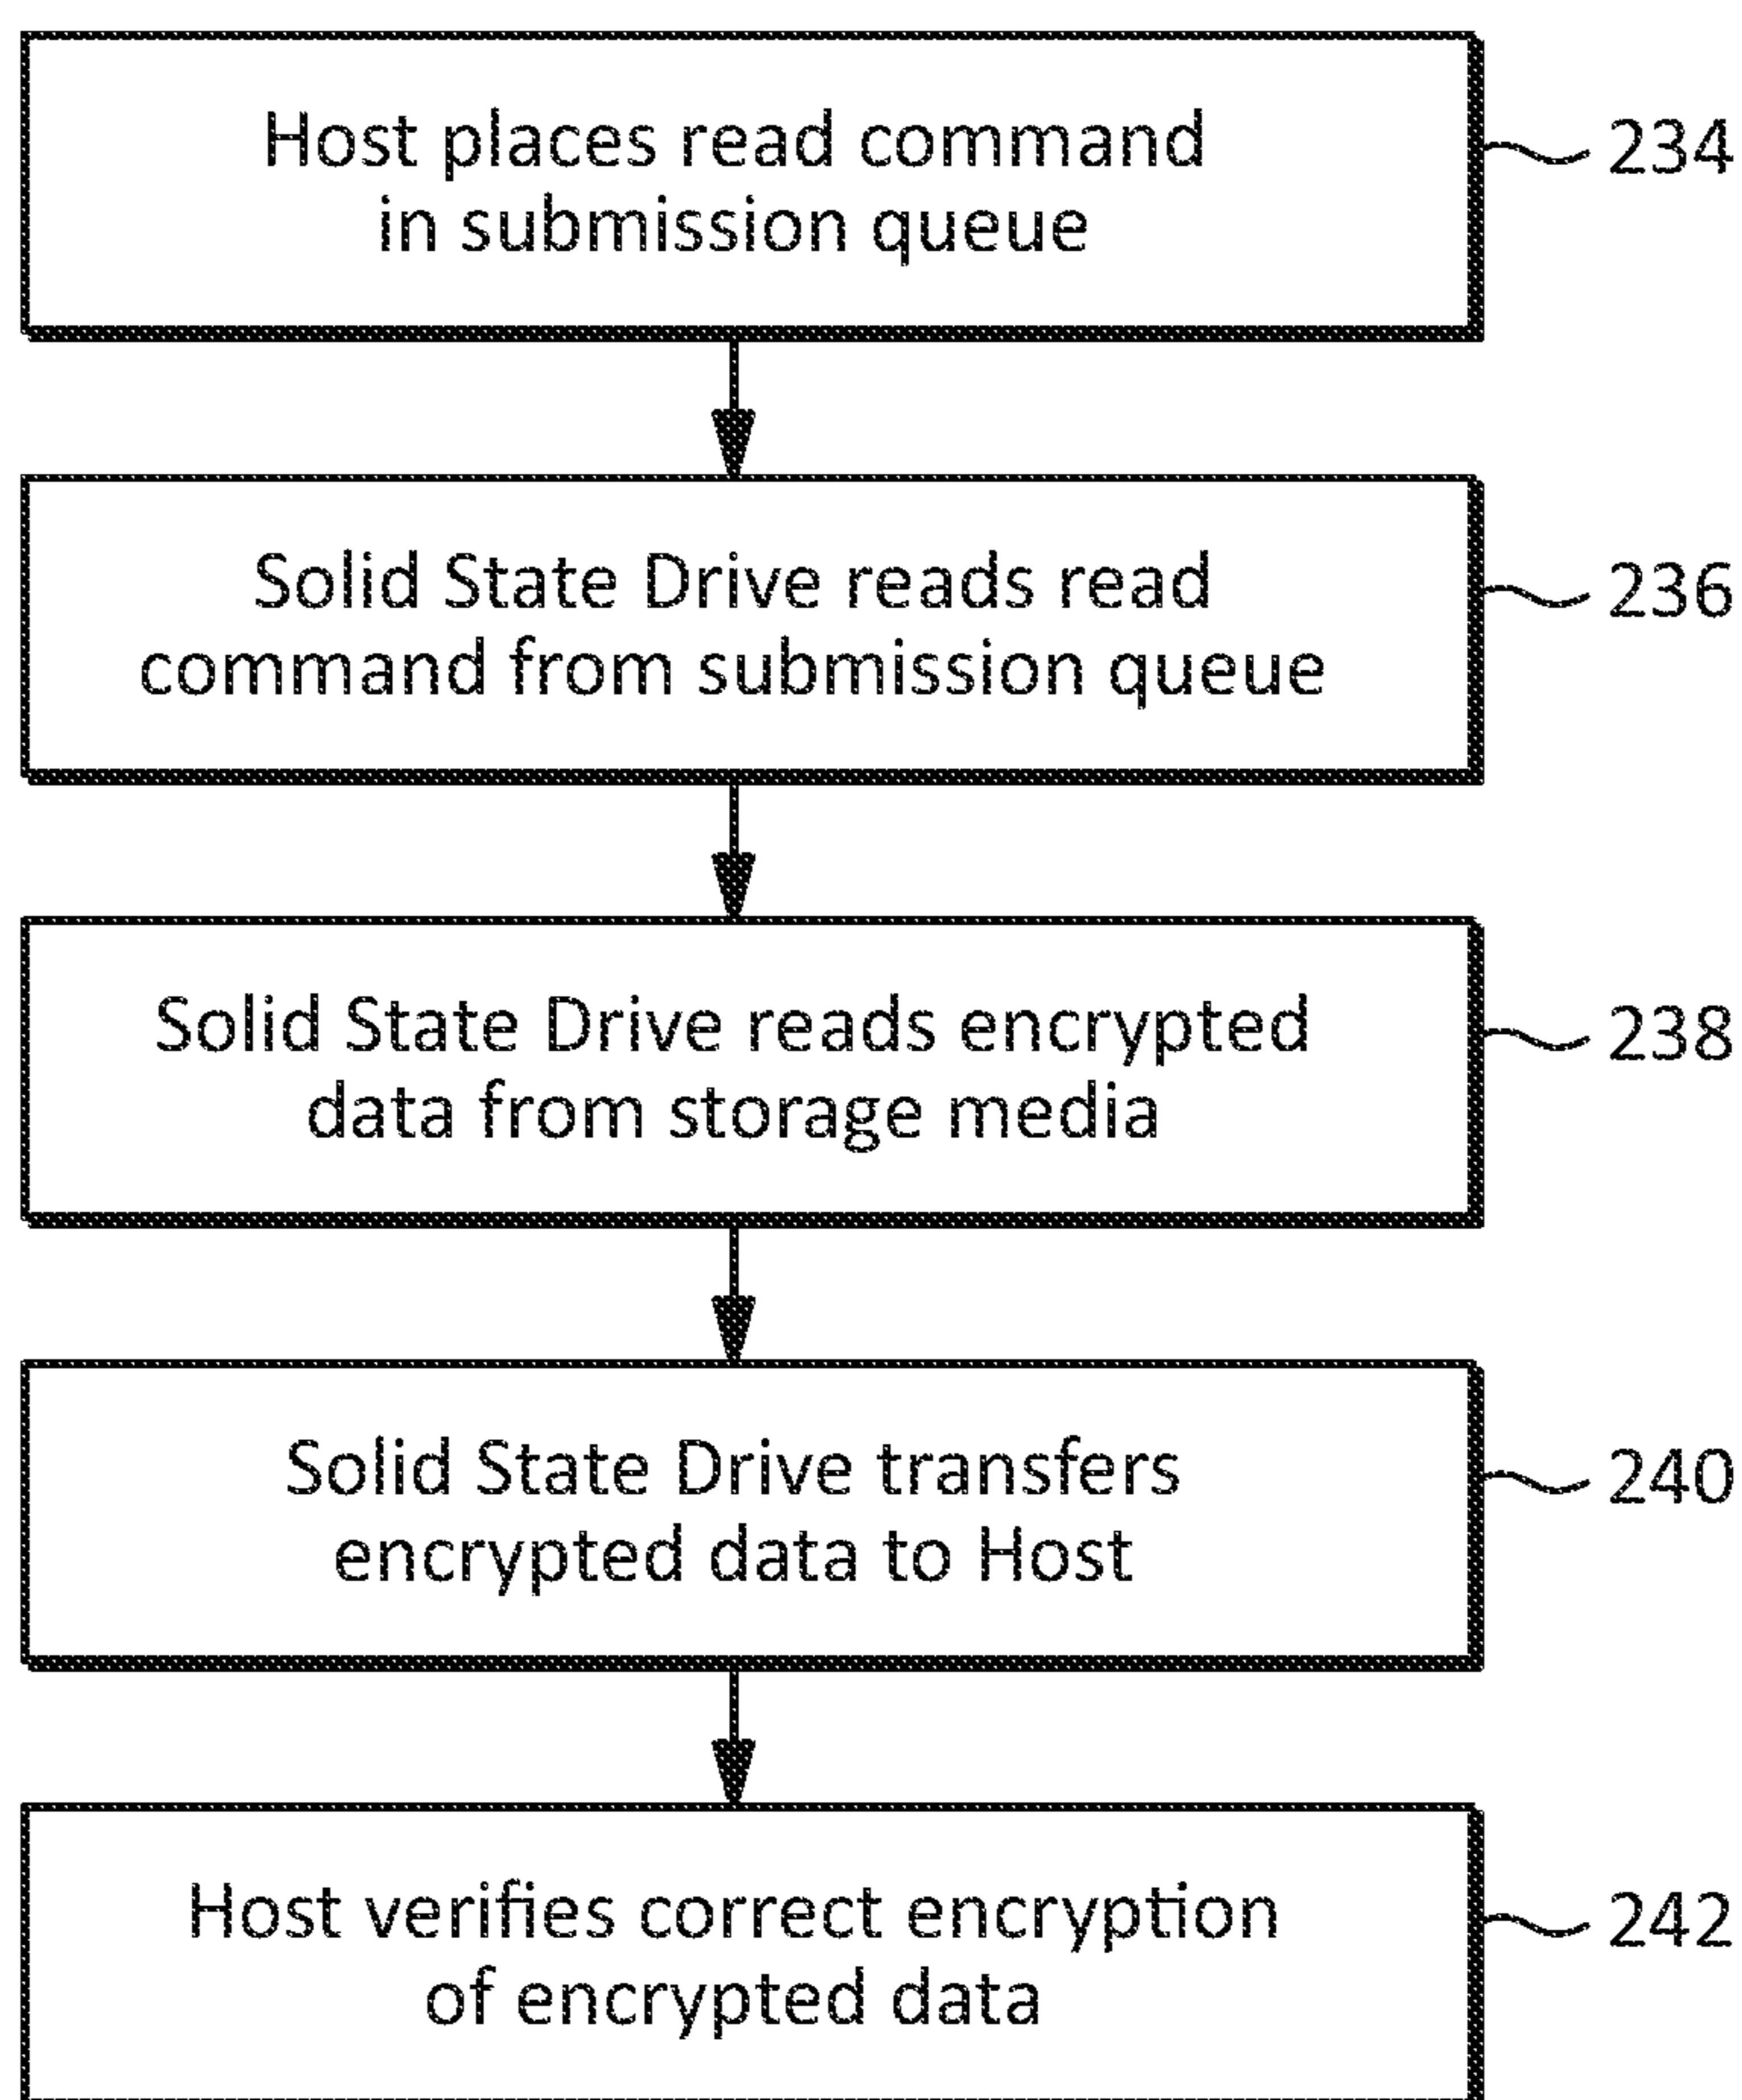 Host places read command
in submission queue
234
Solid State Drive reads read
command from submission queue
236
Solid State Drive reads encrypted
data from storage media
238
Solid State Drive transfers
encrypted data to Host
240
Host verifies correct encryption
of encrypted data
242